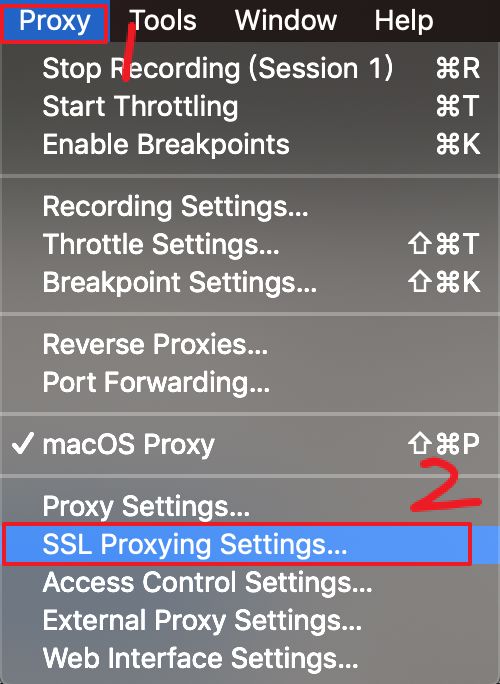 Proxy Tools Window Help
1
Stop Recording (Session 1) ⌘R
Start Throttling ⌘T
Enable Breakpoints ⌘K
Recording Settings...
Throttle Settings... ⇧⌘T
Breakpoint Settings... ⇧⌘K
Reverse Proxies...
Port Forwarding...
✓ macOS Proxy ⇧⌘P
2
Proxy Settings...
SSL Proxying Settings...
Access Control Settings...
External Proxy Settings...
Web Interface Settings...